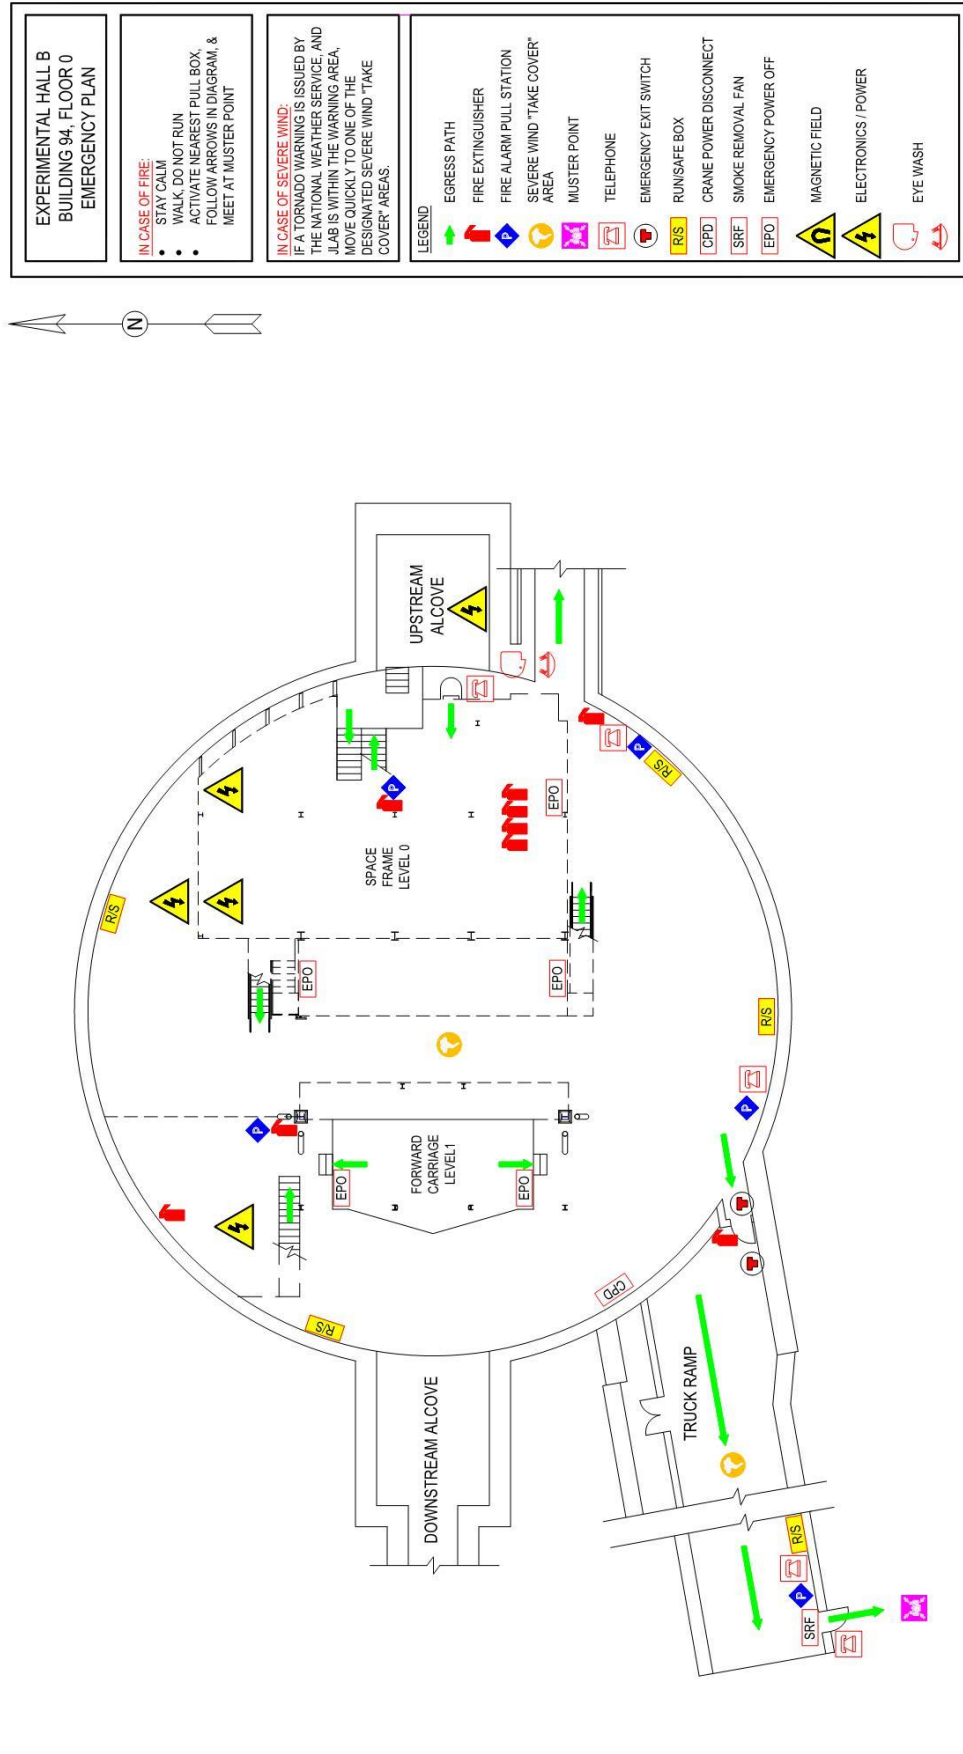 EXPERIMENTAL HALL B
BUILDING 94, FLOOR 0
EMERGENCY PLAN
IN CASE OF FIRE:
• STAY CALM
• WALK, DO NOT RUN
• ACTIVATE NEAREST PULL BOX,
FOLLOW ARROWS IN DIAGRAM, &
MEET AT MUSTER POINT
IN CASE OF SEVERE WIND:
IF A TORNADO WARNING IS ISSUED BY
THE NATIONAL WEATHER SERVICE, AND
JLAB IS WITHIN THE WARNING AREA,
MOVE QUICKLY TO ONE OF THE
DESIGNATED SEVERE WIND "TAKE
COVER" AREAS.
LEGEND
EGRESS PATH
FIRE EXTINGUISHER
P FIRE ALARM PULL STATION
SEVERE WIND "TAKE COVER"
AREA
MUSTER POINT
TELEPHONE
EMERGENCY EXIT SWITCH
R/S RUN/SAFE BOX
CPD CRANE POWER DISCONNECT
SRF SMOKE REMOVAL FAN
EPO EMERGENCY POWER OFF
MAGNETIC FIELD
ELECTRONICS / POWER
EYE WASH
N
UPSTREAM
ALCOVE
SPACE
FRAME
LEVEL 0
P
EPO
P
R/S
R/S
EPO
EPO
R/S
P
P
FORWARD
CARRIAGE
LEVEL1
EPO
EPO
R/S
CPD
DOWNSTREAM ALCOVE
TRUCK RAMP
R/S
P
SRF